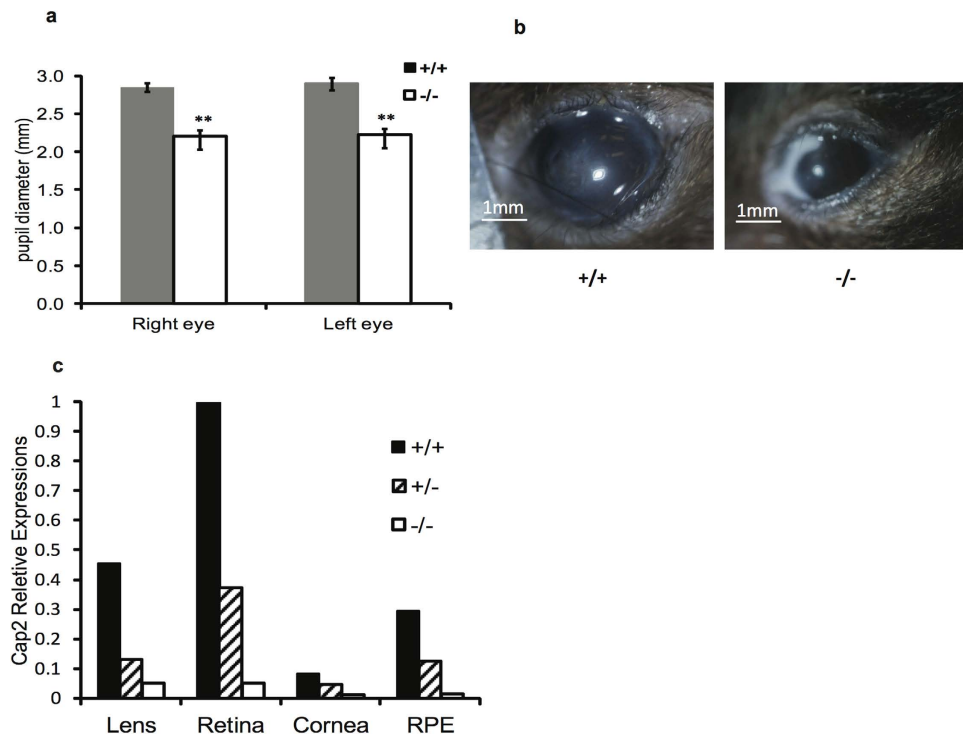 a
pupil diameter (mm)
3.0
2.5
2.0
1.5
1.0
0.5
0.0
+/+
-/-
**
**
Right eye
Left eye
b
1mm
1mm
+/+
-/-
c
Cap2 Reletive Expressions
1
0.9
0.8
0.7
0.6
0.5
0.4
0.3
0.2
0.1
0
+/+
+/-
-/-
Lens
Retina
Cornea
RPE